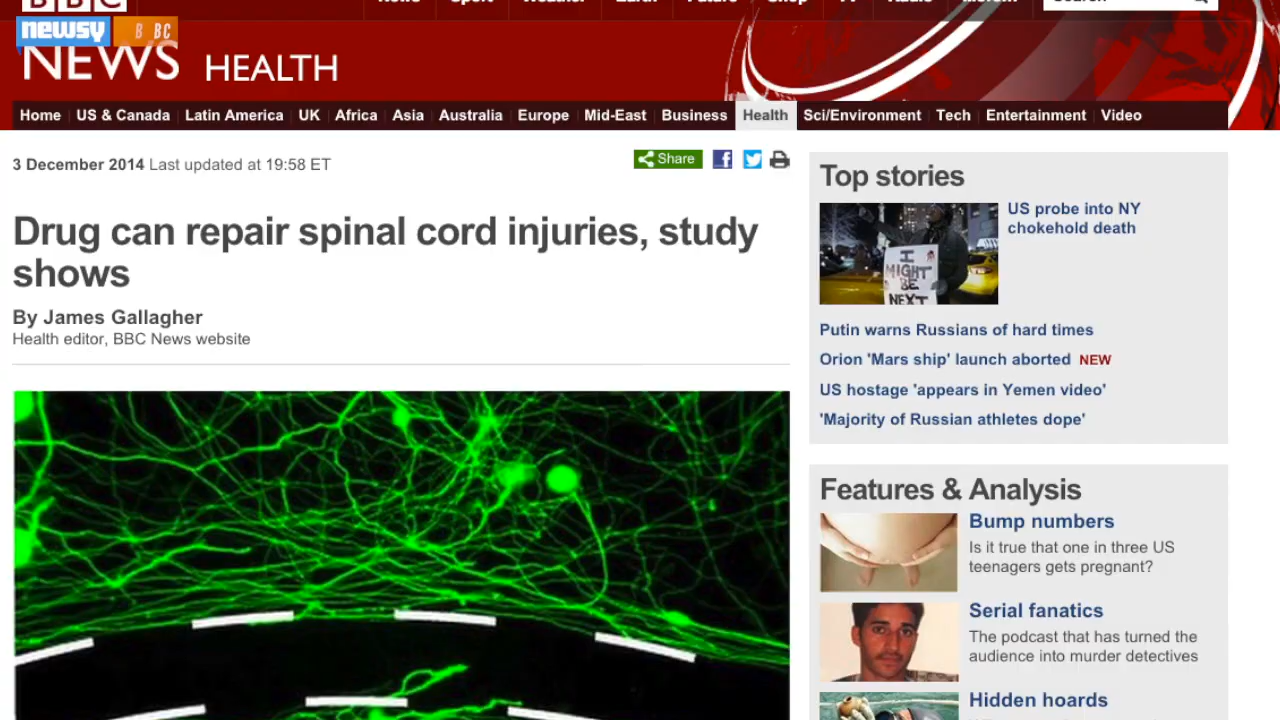 BBC
News Sport Weather Earth Future Shop TV Radio More... Search
newsy BBC
NEWS HEALTH
Home US & Canada Latin America UK Africa Asia Australia Europe Mid-East Business Health Sci/Environment Tech Entertainment Video
3 December 2014 Last updated at 19:58 ET
Share
Drug can repair spinal cord injuries, study
shows
By James Gallagher
Health editor, BBC News website
Top stories
US probe into NY
chokehold death
I
MIGHT
BE
NEXT
Putin warns Russians of hard times
Orion 'Mars ship' launch aborted NEW
US hostage 'appears in Yemen video'
'Majority of Russian athletes dope'
Features & Analysis
Bump numbers
Is it true that one in three US
teenagers gets pregnant?
Serial fanatics
The podcast that has turned the
audience into murder detectives
Hidden hoards